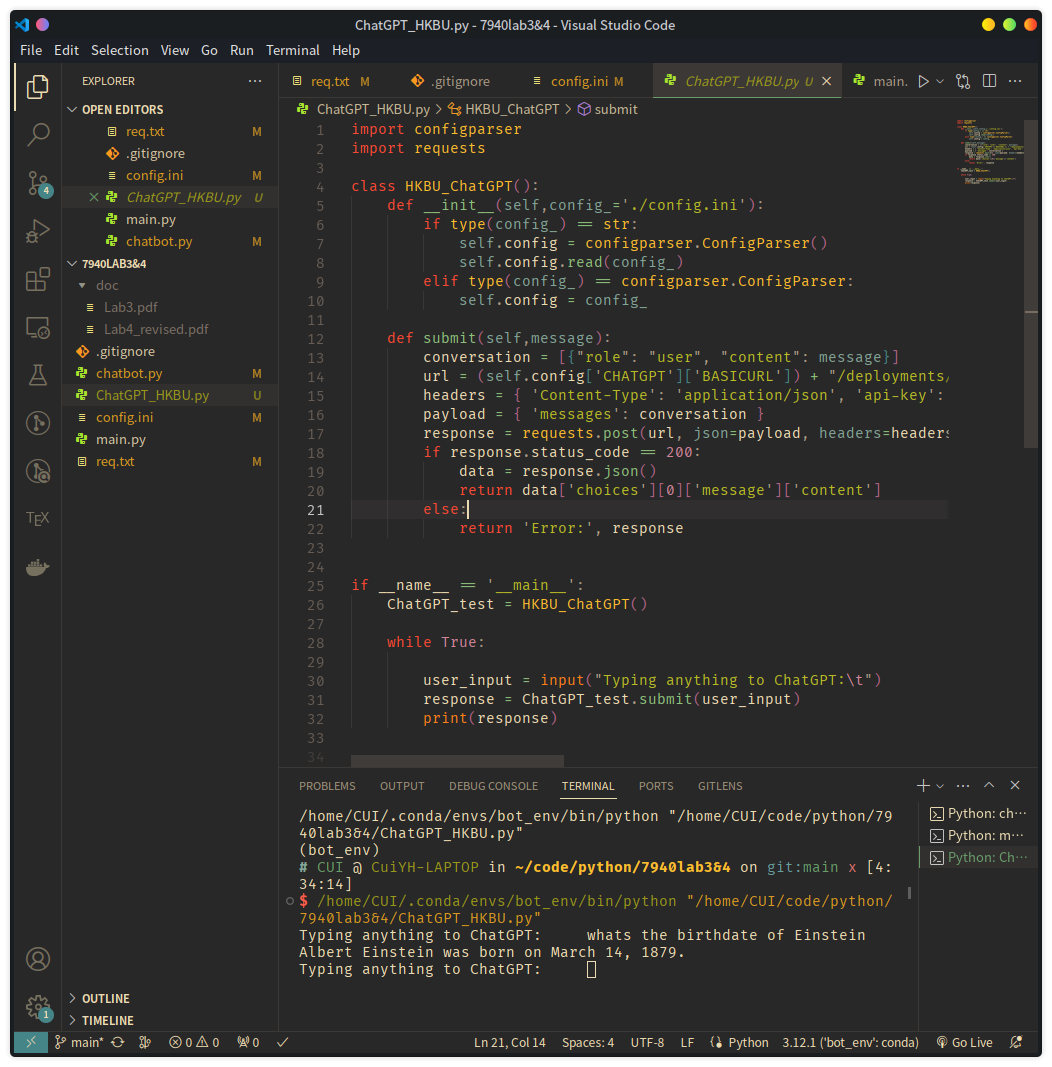 ChatGPT_HKBU.py - 7940lab3&4 - Visual Studio Code
File Edit Selection View Go Run Terminal Help
EXPLORER
req.txt M
.gitignore
config.ini M
ChatGPT_HKBU.py U
main.
OPEN EDITORS
req.txt M
.gitignore
config.ini M
ChatGPT_HKBU.py U
main.py
chatbot.py M
7940LAB3&4
doc
Lab3.pdf
Lab4_revised.pdf
.gitignore
chatbot.py M
ChatGPT_HKBU.py U
config.ini M
main.py
req.txt M
OUTLINE
TIMELINE
4
TEX
1
ChatGPT_HKBU.py > HKBU_ChatGPT > submit
1 import configparser
2 import requests
3
4 class HKBU_ChatGPT():
5 def __init__(self,config_='./config.ini'):
6 if type(config_) == str:
7 self.config = configparser.ConfigParser()
8 self.config.read(config_)
9 elif type(config_) == configparser.ConfigParser:
10 self.config = config_
11
12 def submit(self,message):
13 conversation = [{"role": "user", "content": message}]
14 url = (self.config['CHATGPT']['BASICURL']) + "/deployments/
15 headers = { 'Content-Type': 'application/json', 'api-key':
16 payload = { 'messages': conversation }
17 response = requests.post(url, json=payload, headers=headers
18 if response.status_code == 200:
19 data = response.json()
20 return data['choices'][0]['message']['content']
21 else:
22 return 'Error:', response
23
24
25 if __name__ == '__main__':
26 ChatGPT_test = HKBU_ChatGPT()
27
28 while True:
29
30 user_input = input("Typing anything to ChatGPT:\t")
31 response = ChatGPT_test.submit(user_input)
32 print(response)
33
34
PROBLEMS OUTPUT DEBUG CONSOLE TERMINAL PORTS GITLENS
/home/CUI/.conda/envs/bot_env/bin/python "/home/CUI/code/python/79
40lab3&4/ChatGPT_HKBU.py"
(bot_env)
# CUI @ CuiYH-LAPTOP in ~/code/python/7940lab3&4 on git:main x [4:
34:14]
$ /home/CUI/.conda/envs/bot_env/bin/python "/home/CUI/code/python/
7940lab3&4/ChatGPT_HKBU.py"
Typing anything to ChatGPT: whats the birthdate of Einstein
Albert Einstein was born on March 14, 1879.
Typing anything to ChatGPT:
Python: ch···
Python: m···
Python: Ch···
main* 0 0 0 Ln 21, Col 14 Spaces: 4 UTF-8 LF Python 3.12.1 ('bot_env': conda) Go Live